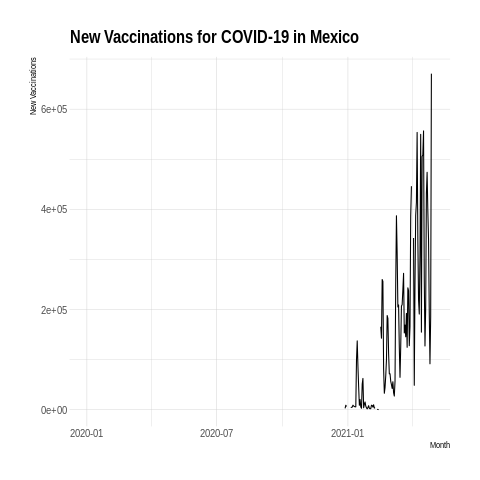 New Vaccinations for COVID-19 in Mexico
New Vaccinations
6e+05
4e+05
2e+05
0e+00
2020-01 2020-07 2021-01
Month